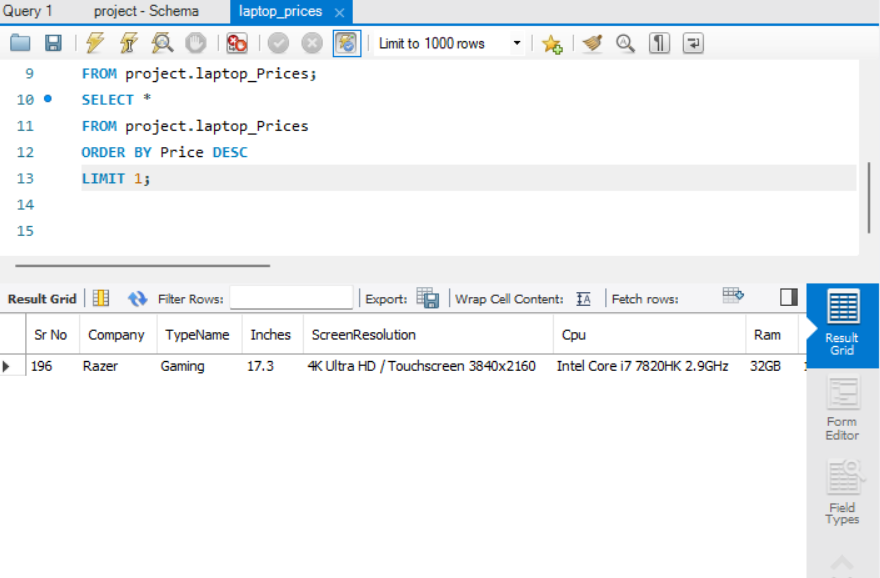 Query 1 project - Schema laptop_prices
Limit to 1000 rows
9 FROM project.laptop_Prices;
10 SELECT *
11 FROM project.laptop_Prices
12 ORDER BY Price DESC
13 LIMIT 1;
14
15
Result Grid Filter Rows: Export: Wrap Cell Content: Fetch rows:
Sr No Company TypeName Inches ScreenResolution Cpu Ram
196 Razer Gaming 17.3 4K Ultra HD / Touchscreen 3840x2160 Intel Core i7 7820HK 2.9GHz 32GB
Result
Grid
Form
Editor
Field
Types